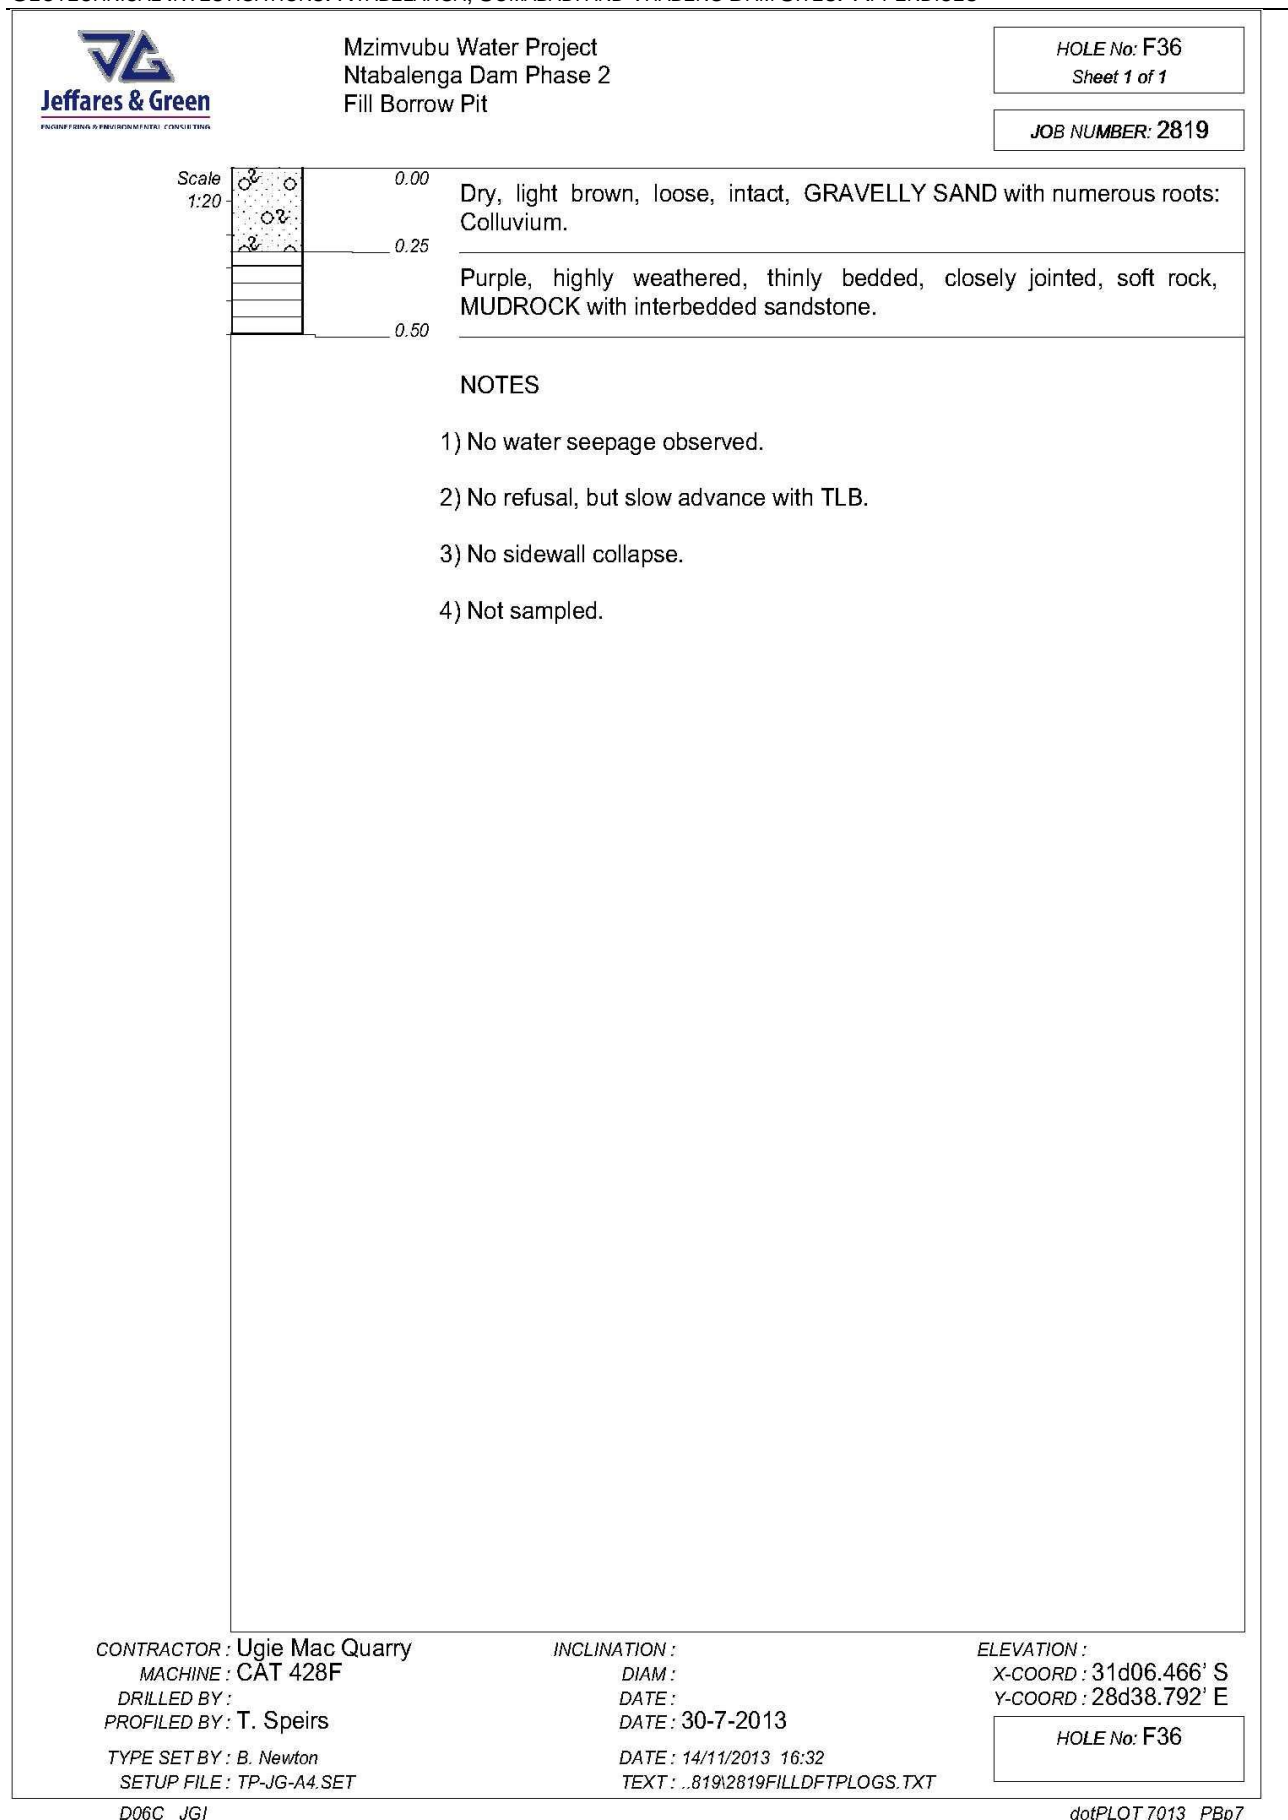 Jeffares & Green
ENGINEERING & ENVIRONMENTAL CONSULTING
Mzimvubu Water Project
Ntabalenga Dam Phase 2
Fill Borrow Pit
HOLE No: F36
Sheet 1 of 1
JOB NUMBER: 2819
Scale
1:20
0.00
Dry, light brown, loose, intact, GRAVELLY SAND with numerous roots:
Colluvium.
0.25
Purple, highly weathered, thinly bedded, closely jointed, soft rock,
MUDROCK with interbedded sandstone.
0.50
NOTES
1) No water seepage observed.
2) No refusal, but slow advance with TLB.
3) No sidewall collapse.
4) Not sampled.
CONTRACTOR : Ugie Mac Quarry
MACHINE : CAT 428F
DRILLED BY :
PROFILED BY : T. Speirs
TYPE SET BY : B. Newton
SETUP FILE : TP-JG-A4.SET
INCLINATION :
DIAM :
DATE :
DATE : 30-7-2013
DATE : 14/11/2013 16:32
TEXT : ..819\2819FILLDFTPLOGS.TXT
ELEVATION :
X-COORD : 31d06.466' S
Y-COORD : 28d38.792' E
HOLE No: F36
D06C JGI
dotPLOT 7013 PBp7